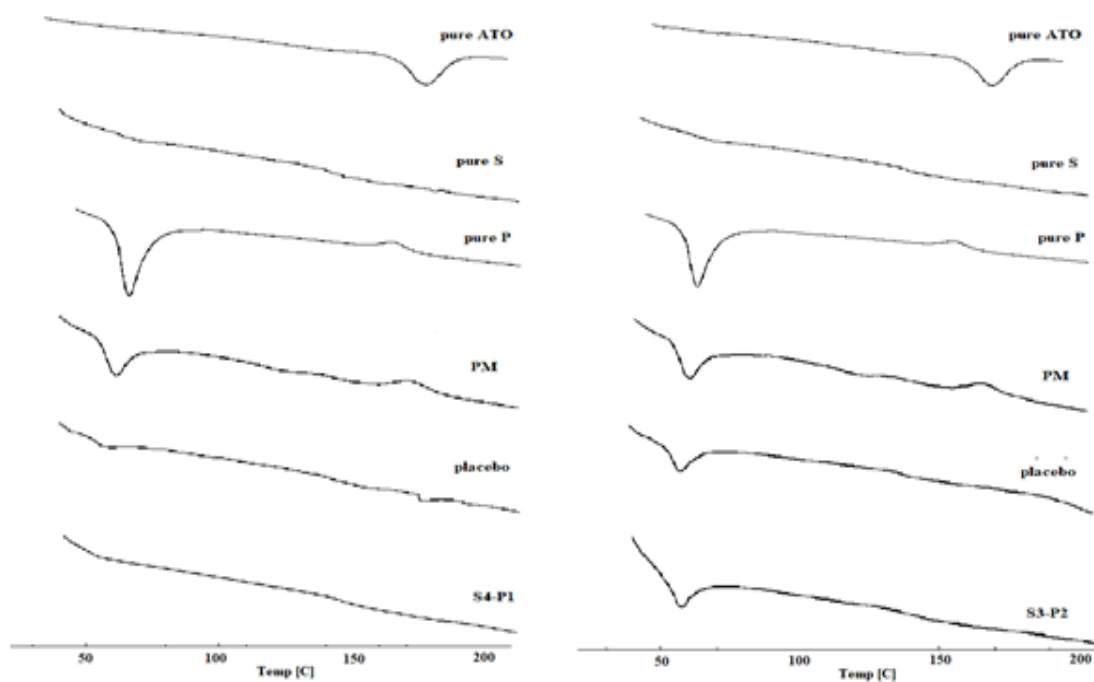 pure ATO
pure S
pure P
PM
placebo
S4-P1
50 100 150 200
Temp [C]
pure ATO
pure S
pure P
PM
placebo
S3-P2
50 100 150 200
Temp [C]